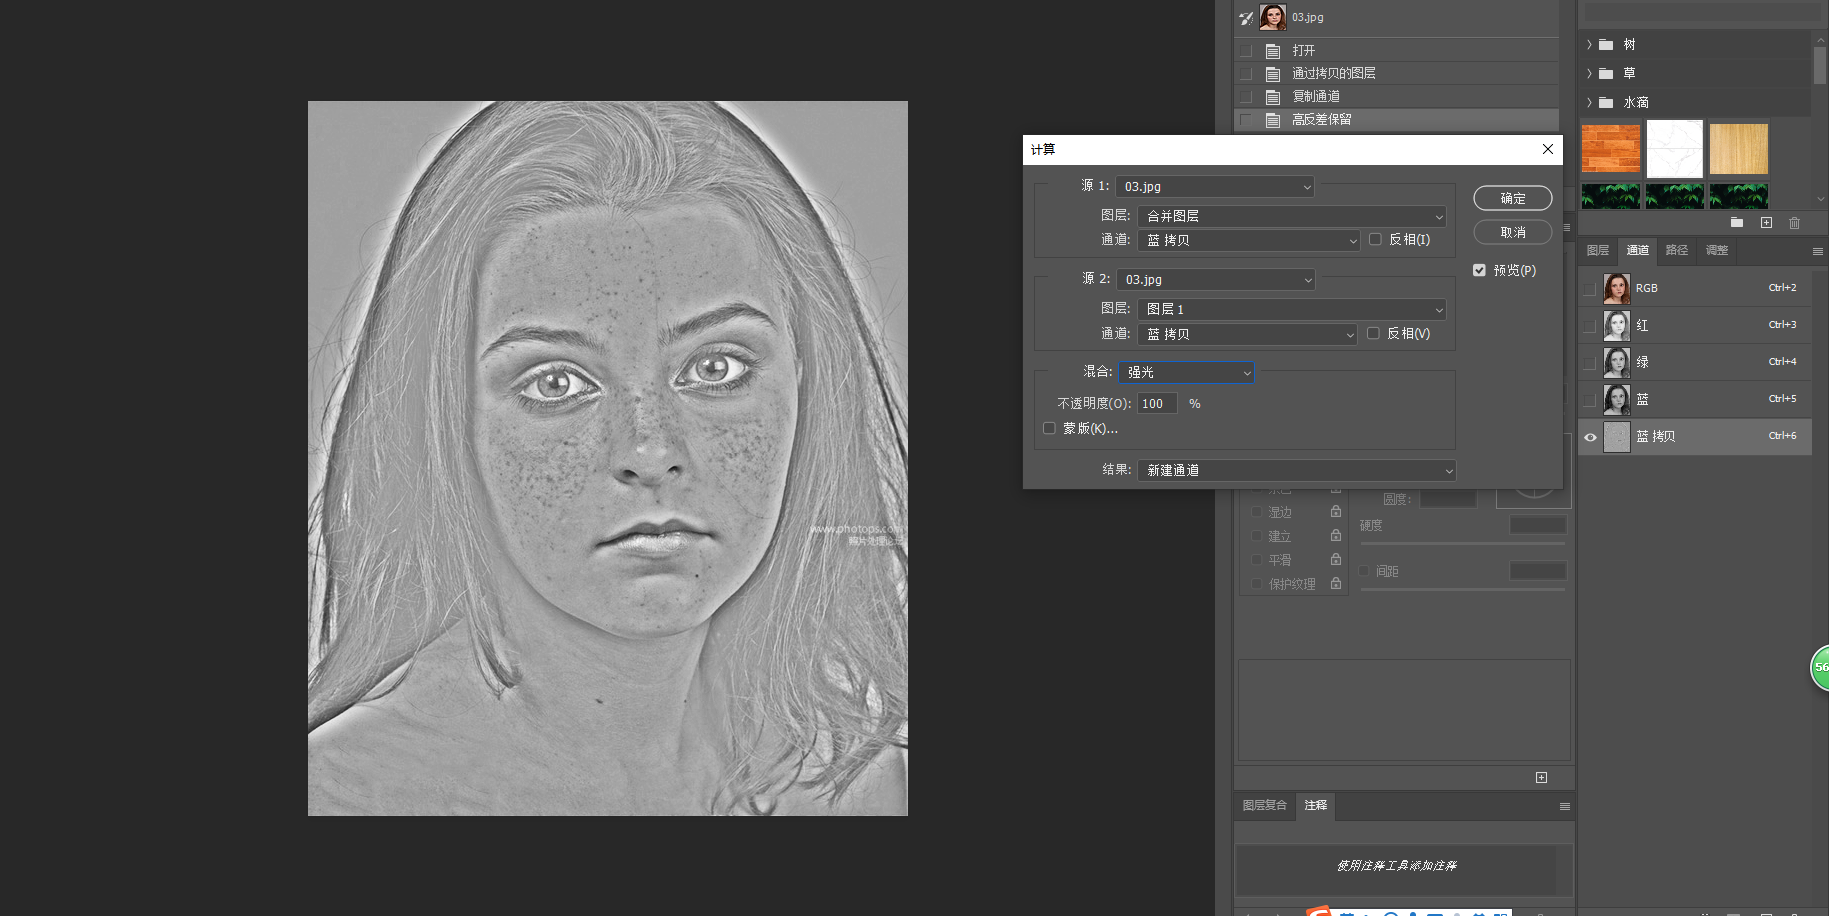 03.jpg
打开
通过拷贝的图层
复制通道
高反差保留
树
草
水滴
计算
源 1: 03.jpg
图层: 合并图层
通道: 蓝 拷贝 反相(I)
源 2: 03.jpg
图层: 图层 1
通道: 蓝 拷贝 反相(V)
混合: 强光
不透明度(O): 100 %
蒙版(K)...
结果: 新建通道
确定
取消
预览(P)
图层 通道 路径 调整
RGB Ctrl+2
红 Ctrl+3
绿 Ctrl+4
蓝 Ctrl+5
蓝 拷贝 Ctrl+6
圆度:
湿边
硬度
建立
平滑
间距
保护纹理
www.photops.com
照片处理论坛
56
图层复合 注释
使用注释工具添加注释